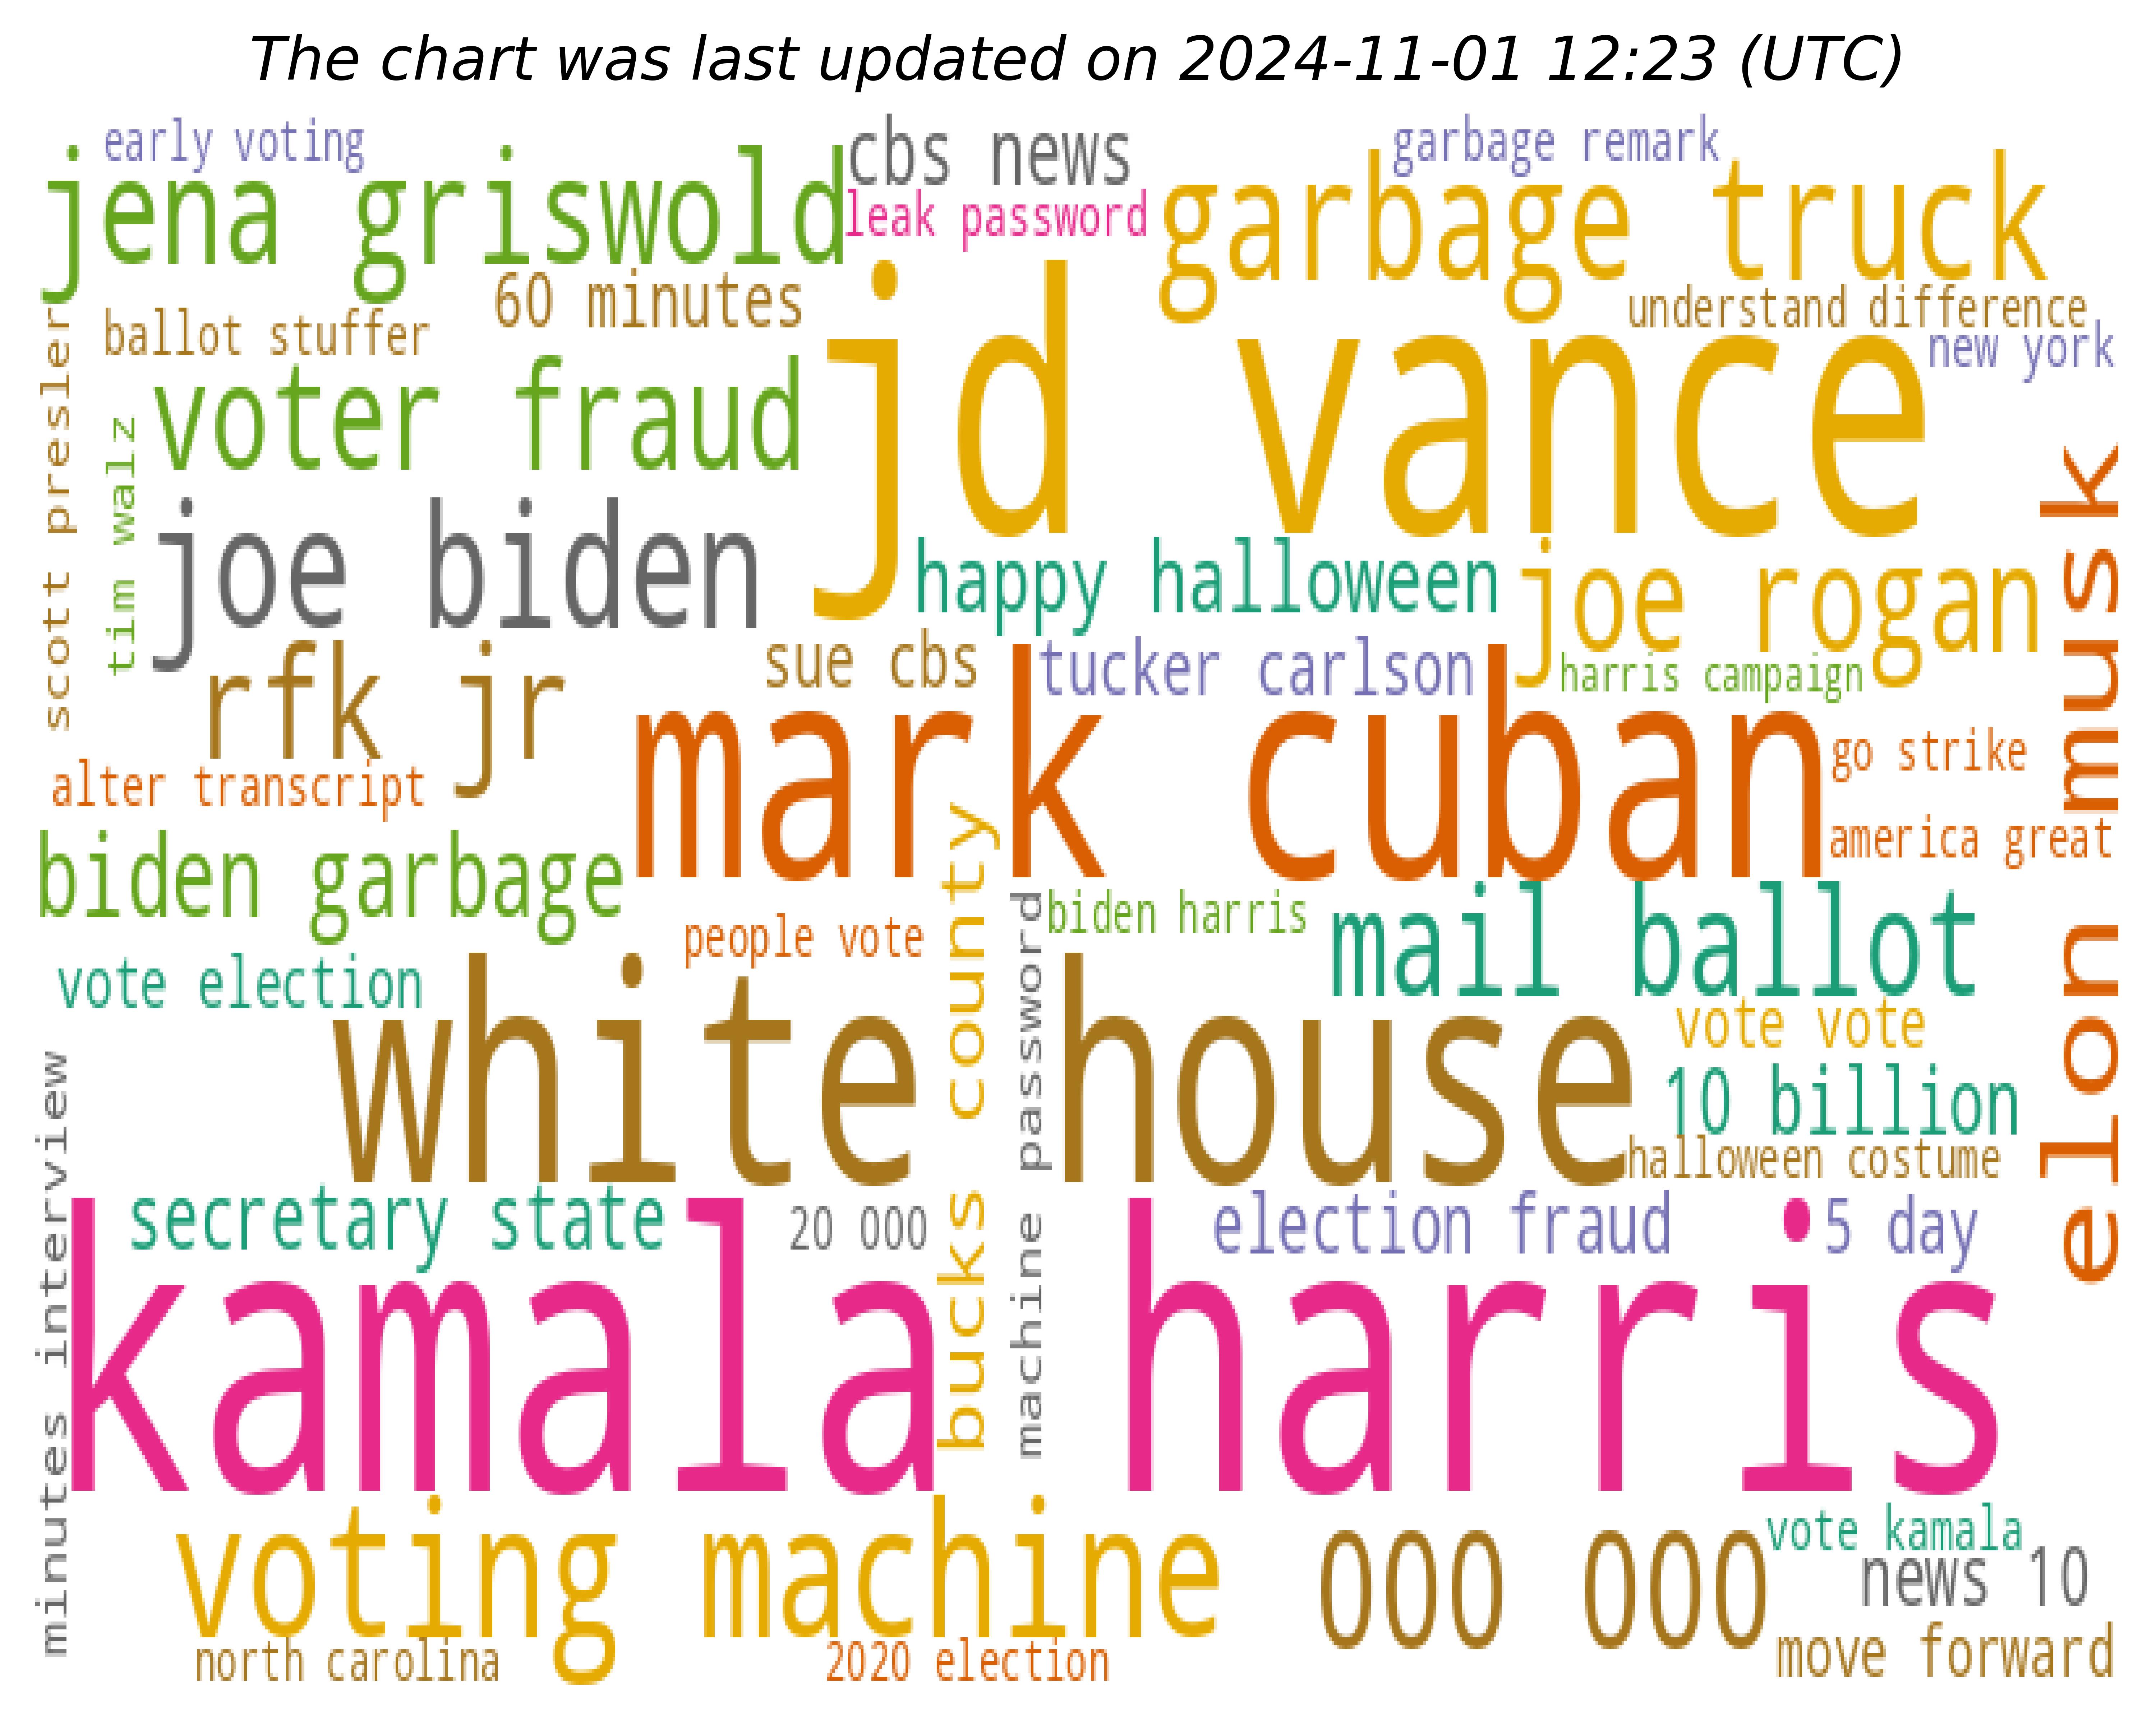 The chart was last updated on 2024-11-01 12:23 (UTC)
early voting
cbs news
garbage remark
jena griswold
leak password
garbage truck
60 minutes
understand difference
ballot stuffer
new york
jd vance
scott presler
voter fraud
tim walz
joe biden
happy halloween
joe rogan
elon musk
rfk jr
sue cbs
tucker carlson
harris campaign
mark cuban
go strike
alter transcript
america great
biden garbage
bucks county
machine password
biden harris
mail ballot
people vote
vote election
white house
vote vote
10 billion
halloween costume
minutes interview
secretary state
20 000
election fraud
5 day
kamala harris
voting machine
000 000
vote kamala
news 10
north carolina
2020 election
move forward